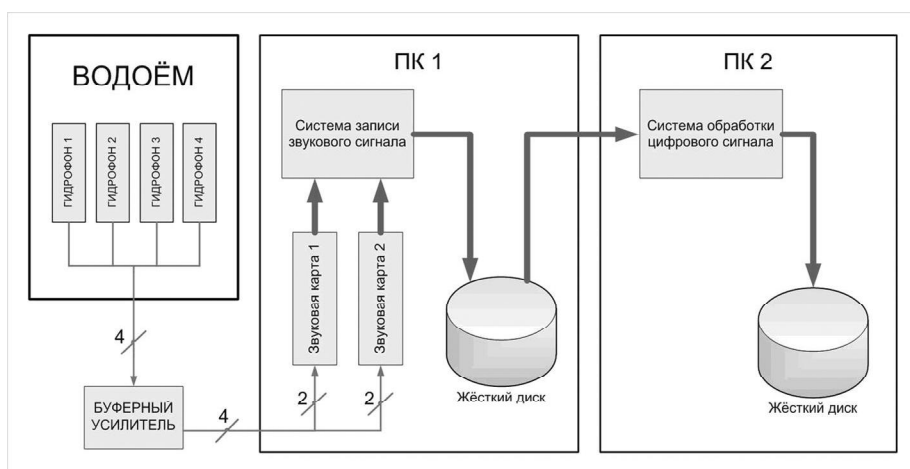 ВОДОЁМ
ГИДРОФОН 1
ГИДРОФОН 2
ГИДРОФОН 3
ГИДРОФОН 4
4
БУФЕРНЫЙ
УСИЛИТЕЛЬ
4
ПК 1
Система записи
звукового сигнала
Звуковая карта 1
Звуковая карта 2
2
2
Жёсткий диск
ПК 2
Система обработки
цифрового сигнала
Жёсткий диск